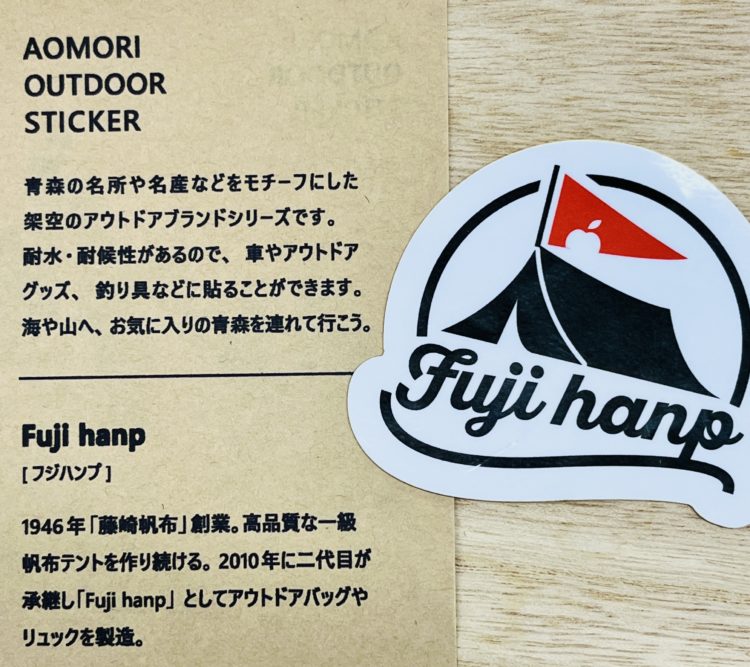 AOMORI
OUTDOOR
STICKER
青森の名所や名産などをモチーフにした
架空のアウトドアブランドシリーズです。
耐水・耐候性があるので、車やアウトドア
グッズ、釣り具などに貼ることができます。
海や山へ、お気に入りの青森を連れて行こう。
Fuji hanp
[フジハンプ]
1946年「藤崎帆布」創業。高品質な一級
帆布テントを作り続ける。2010年に二代目が
承継し「Fuji hanp」としてアウトドアバッグや
リュックを製造。
Fuji hanp